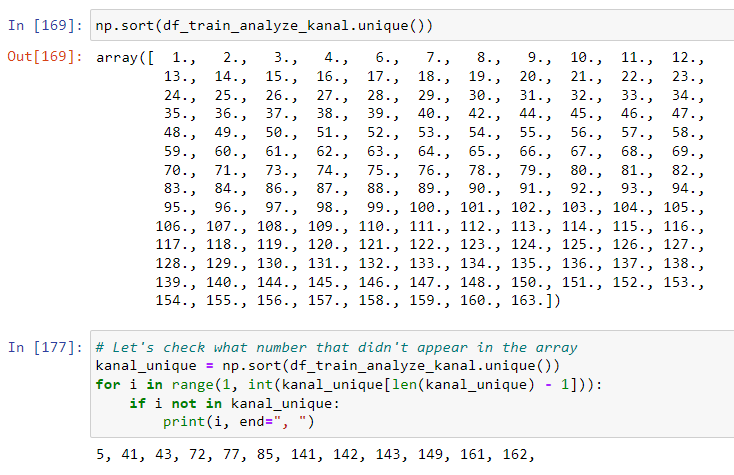 In [169]: np.sort(df_train_analyze_kanal.unique())
Out[169]: array([ 1., 2., 3., 4., 6., 7., 8., 9., 10., 11., 12.,
13., 14., 15., 16., 17., 18., 19., 20., 21., 22., 23.,
24., 25., 26., 27., 28., 29., 30., 31., 32., 33., 34.,
35., 36., 37., 38., 39., 40., 42., 44., 45., 46., 47.,
48., 49., 50., 51., 52., 53., 54., 55., 56., 57., 58.,
59., 60., 61., 62., 63., 64., 65., 66., 67., 68., 69.,
70., 71., 73., 74., 75., 76., 78., 79., 80., 81., 82.,
83., 84., 86., 87., 88., 89., 90., 91., 92., 93., 94.,
95., 96., 97., 98., 99., 100., 101., 102., 103., 104., 105.,
106., 107., 108., 109., 110., 111., 112., 113., 114., 115., 116.,
117., 118., 119., 120., 121., 122., 123., 124., 125., 126., 127.,
128., 129., 130., 131., 132., 133., 134., 135., 136., 137., 138.,
139., 140., 144., 145., 146., 147., 148., 150., 151., 152., 153.,
154., 155., 156., 157., 158., 159., 160., 163.])
In [177]: # Let's check what number that didn't appear in the array
kanal_unique = np.sort(df_train_analyze_kanal.unique())
for i in range(1, int(kanal_unique[len(kanal_unique) - 1])):
if i not in kanal_unique:
print(i, end=", ")
5, 41, 43, 72, 77, 85, 141, 142, 143, 149, 161, 162,